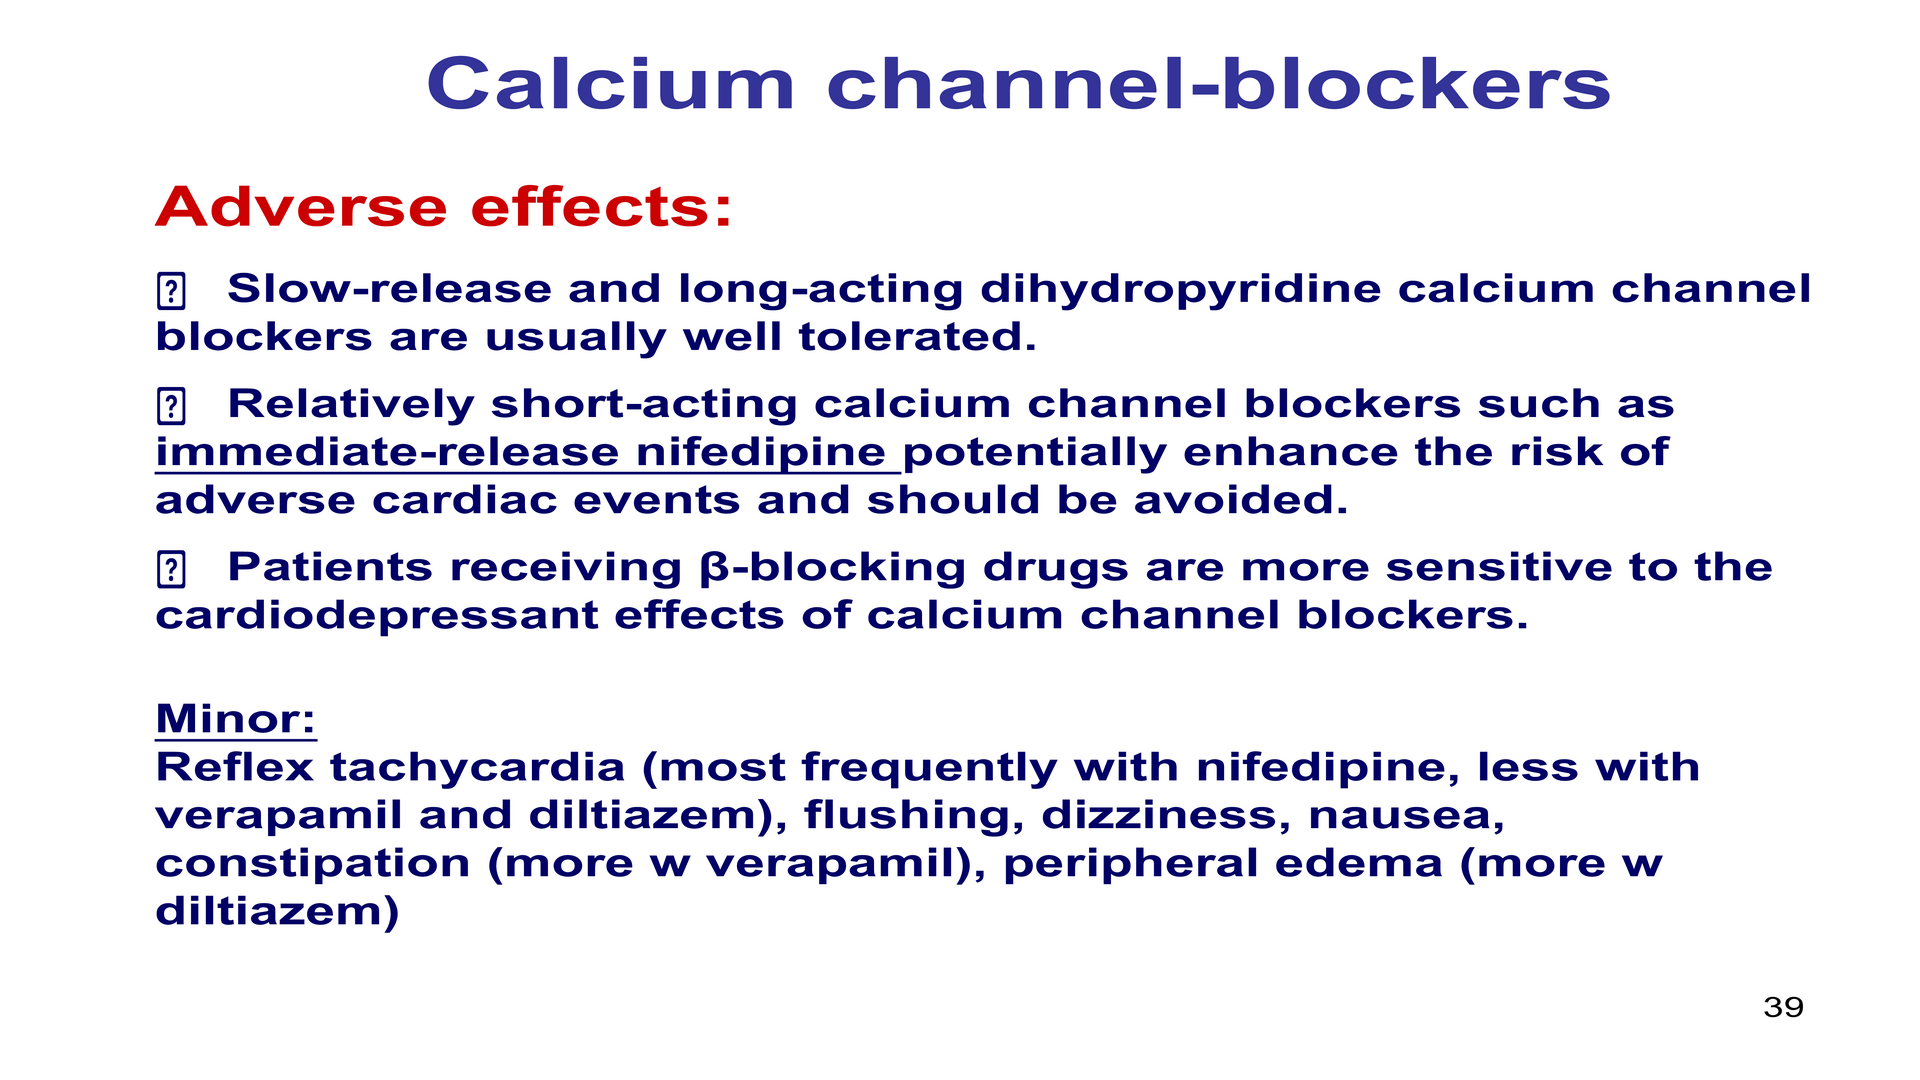 Calcium channel-blockers
Adverse effects:
Slow-release and long-acting dihydropyridine calcium channel
blockers are usually well tolerated.
Relatively short-acting calcium channel blockers such as
immediate-release nifedipine potentially enhance the risk of
adverse cardiac events and should be avoided.
Patients receiving β-blocking drugs are more sensitive to the
cardiodepressant effects of calcium channel blockers.
Minor:
Reflex tachycardia (most frequently with nifedipine, less with
verapamil and diltiazem), flushing, dizziness, nausea,
constipation (more w verapamil), peripheral edema (more w
diltiazem)
39